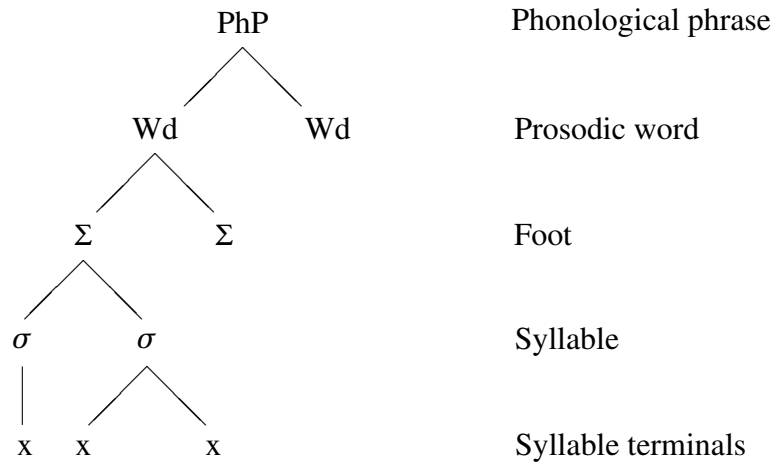 PhP Phonological phrase
Wd Wd Prosodic word
Σ Σ Foot
σ σ Syllable
x x x Syllable terminals